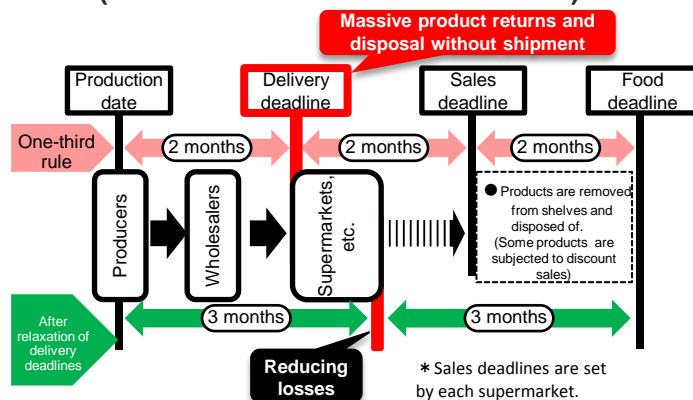 Massive product returns and
disposal without shipment
Production
date
Delivery
deadline
Sales
deadline
Food
deadline
One-third
rule
2 months
2 months
2 months
Producers
Wholesalers
Supermarkets,
etc.
● Products are removed
from shelves and
disposed of.
(Some products are
subjected to discount
sales)
After
relaxation of
delivery
deadlines
3 months
3 months
Reducing
losses
* Sales deadlines are set
by each supermarket.